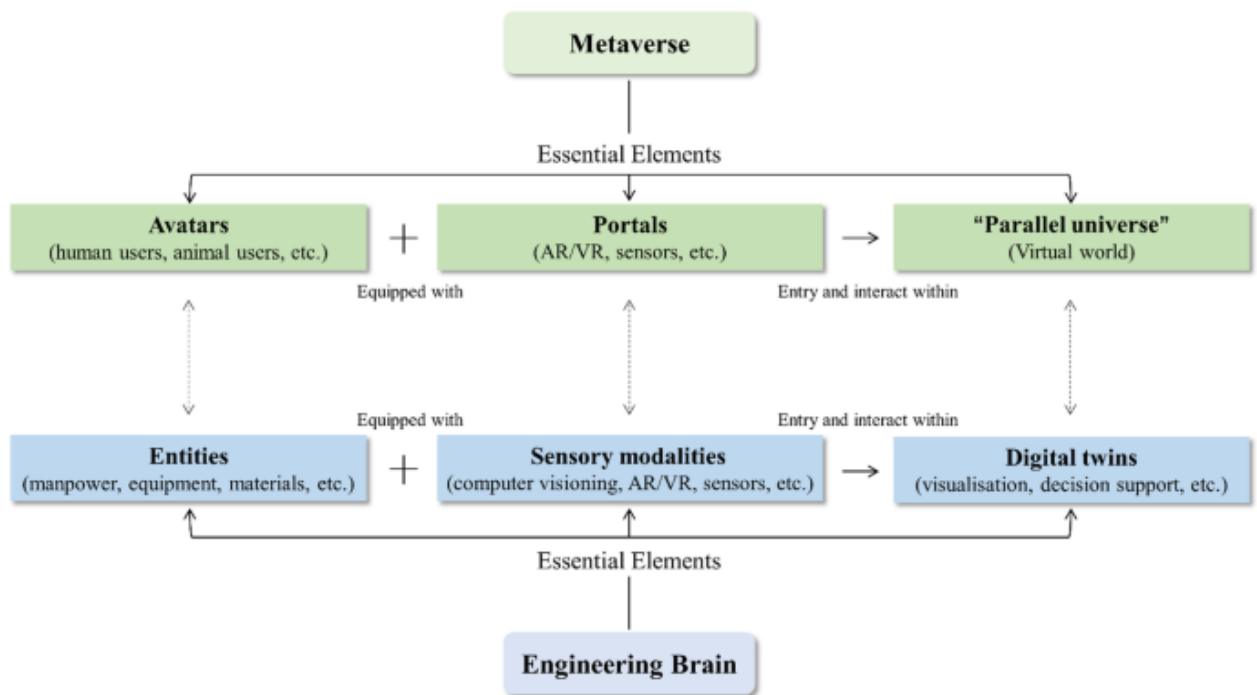 Metaverse
Essential Elements
Avatars
(human users, animal users, etc.)
+
Portals
(AR/VR, sensors, etc.)
“Parallel universe”
(Virtual world)
Equipped with
Entry and interact within
Equipped with
Entry and interact within
Entities
(manpower, equipment, materials, etc.)
+
Sensory modalities
(computer visioning, AR/VR, sensors, etc.)
Digital twins
(visualisation, decision support, etc.)
Essential Elements
Engineering Brain